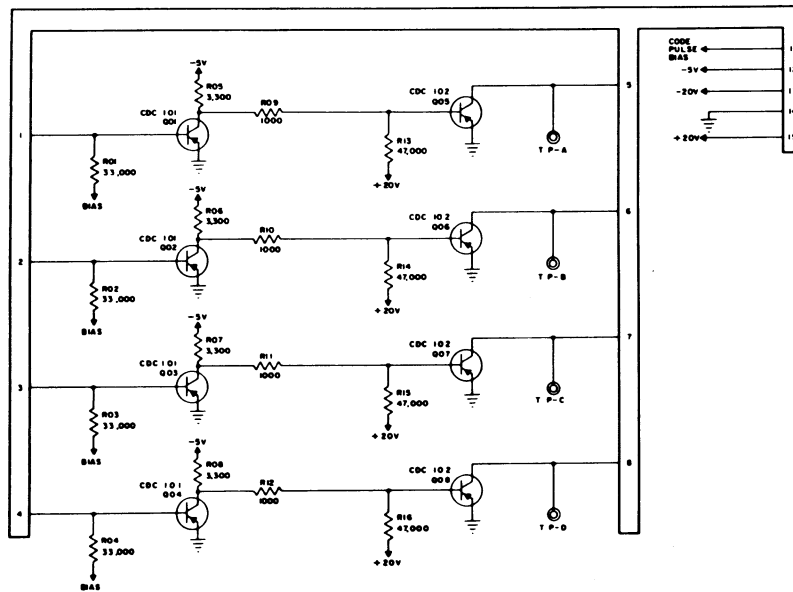 CODE
PULSE
BIAS
-5V
-20V
+20V
-5V
R05
3,300
CDC 101
Q01
R09
1000
CDC 102
Q05
5
1
R01
33,000
BIAS
R13
47,000
+20V
TP-A
-5V
R06
3,300
CDC 101
Q02
R10
1000
CDC 102
Q06
6
2
R02
33,000
BIAS
R14
47,000
+20V
TP-B
-5V
R07
3,300
CDC 101
Q03
R11
1000
CDC 102
Q07
7
3
R03
33,000
BIAS
R15
47,000
+20V
TP-C
-5V
R08
3,300
CDC 101
Q04
R12
1000
CDC 102
Q08
8
4
R04
33,000
BIAS
R16
47,000
+20V
TP-D